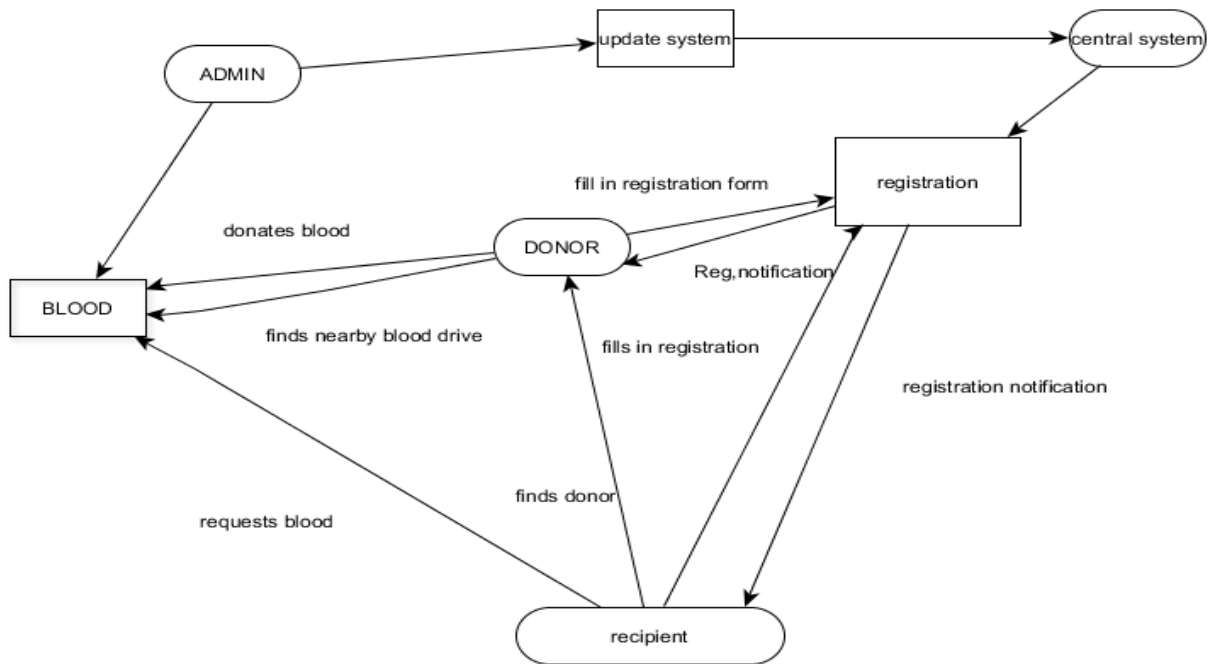 update system
central system
ADMIN
fill in registration form
registration
donates blood
DONOR
Reg,notification
BLOOD
finds nearby blood drive
fills in registration
registration notification
finds donor
requests blood
recipient